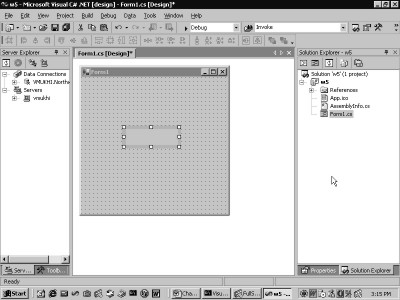 w5 - Microsoft Visual C# .NET [design] - Form1.cs [Design]*
File Edit View Project Build Debug Data Tools Window Help
Debug Invoke
Server Explorer
Form1.cs [Design]*
Solution Explorer - w5
Data Connections
VMUKHI.Northw
Servers
vmukhi
Form1
Solution 'w5' (1 project)
w5
References
App.ico
AssemblyInfo.cs
Form1.cs
Serv...
Toolb...
Properties
Solution Explorer
Ready
Start
Cha...
Visu...
FullS...
w5 - ...
3:15 PM